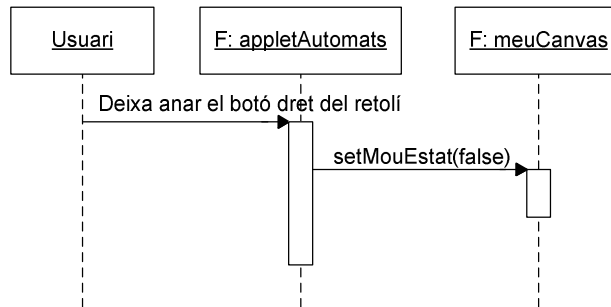 Usuari
F: appletAutomats
F: meuCanvas
Deixa anar el botó dret del retolí
setMouEstat(false)